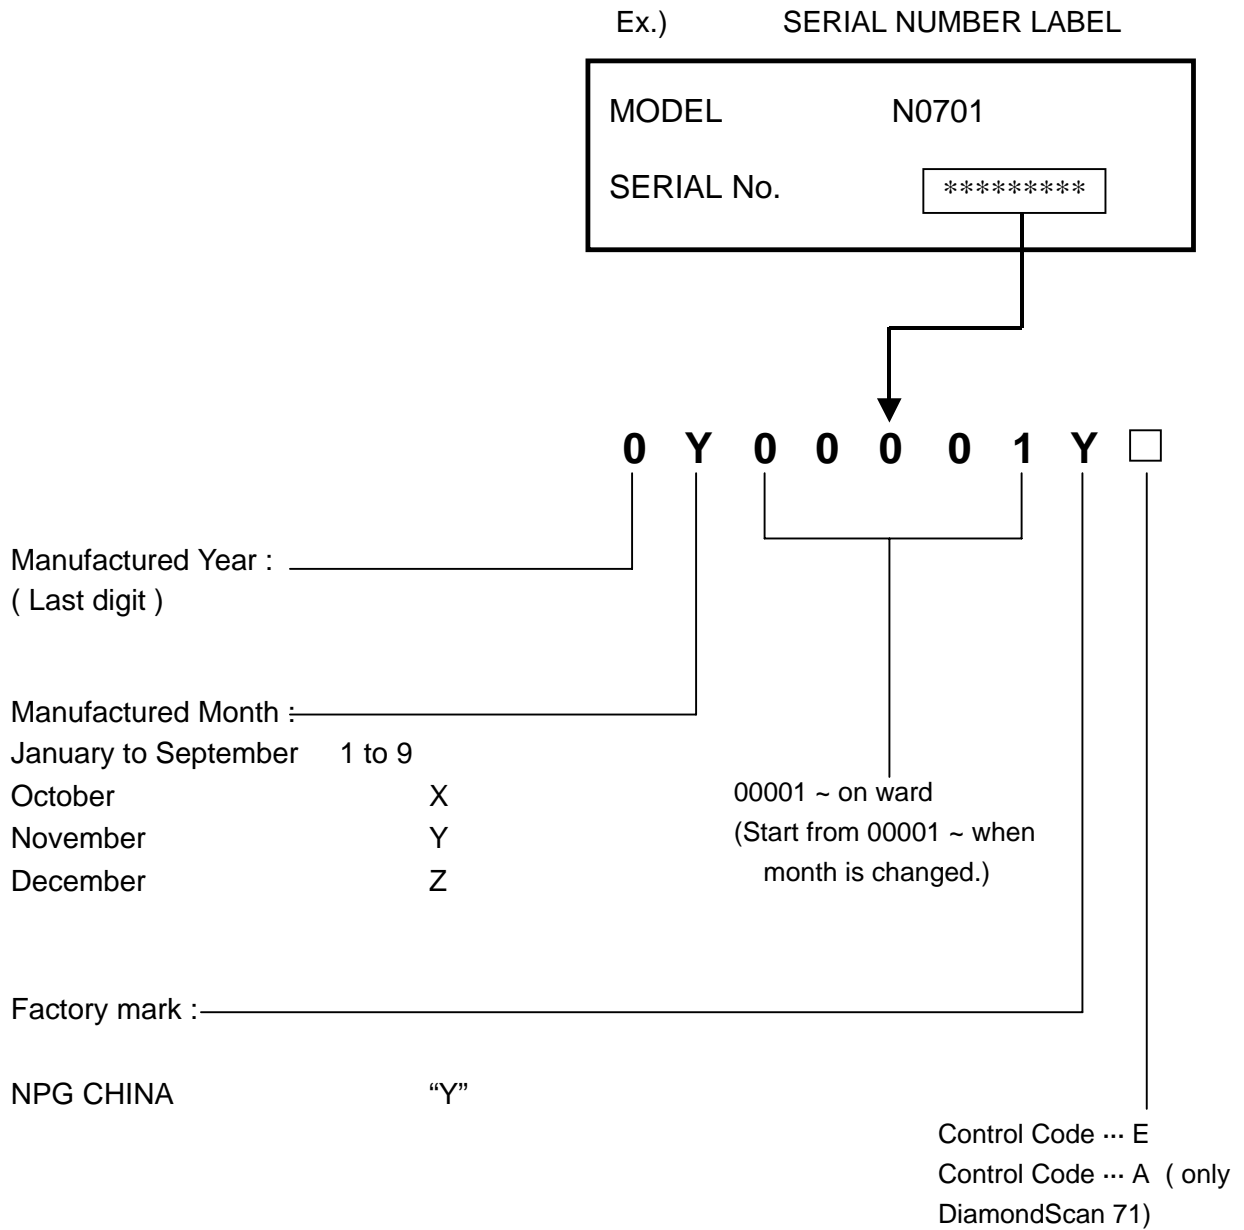 Ex.) SERIAL NUMBER LABEL
MODEL N0701
SERIAL No. *********
0 Y 0 0 0 0 1 Y □
Manufactured Year :
( Last digit )
Manufactured Month :
January to September 1 to 9
October X
November Y
December Z
00001 ~ on ward
(Start from 00001 ~ when
month is changed.)
Factory mark :
NPG CHINA “Y”
Control Code ··· E
Control Code ··· A ( only
DiamondScan 71)